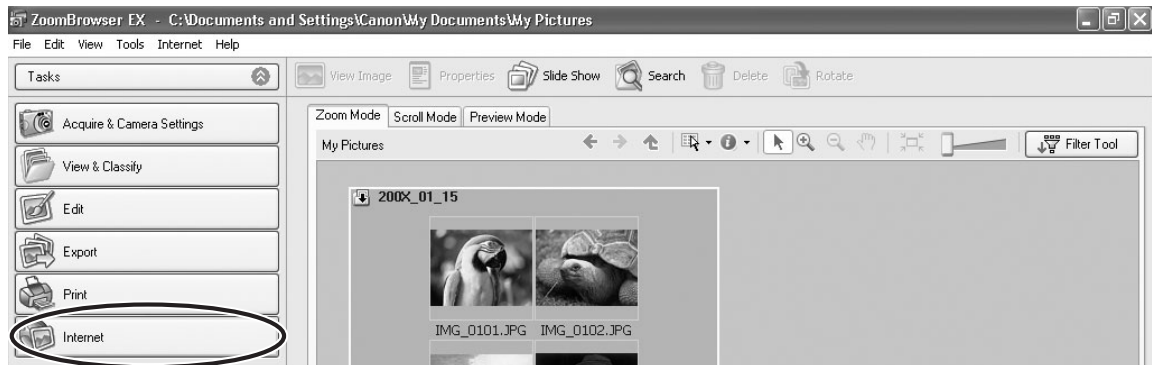 ZoomBrowser EX - C:\Documents and Settings\Canon\My Documents\My Pictures
File Edit View Tools Internet Help
Tasks
View Image Properties Slide Show Search Delete Rotate
Acquire & Camera Settings
View & Classify
Edit
Export
Print
Internet
Zoom Mode Scroll Mode Preview Mode
My Pictures
Filter Tool
200X_01_15
IMG_0101.JPG IMG_0102.JPG